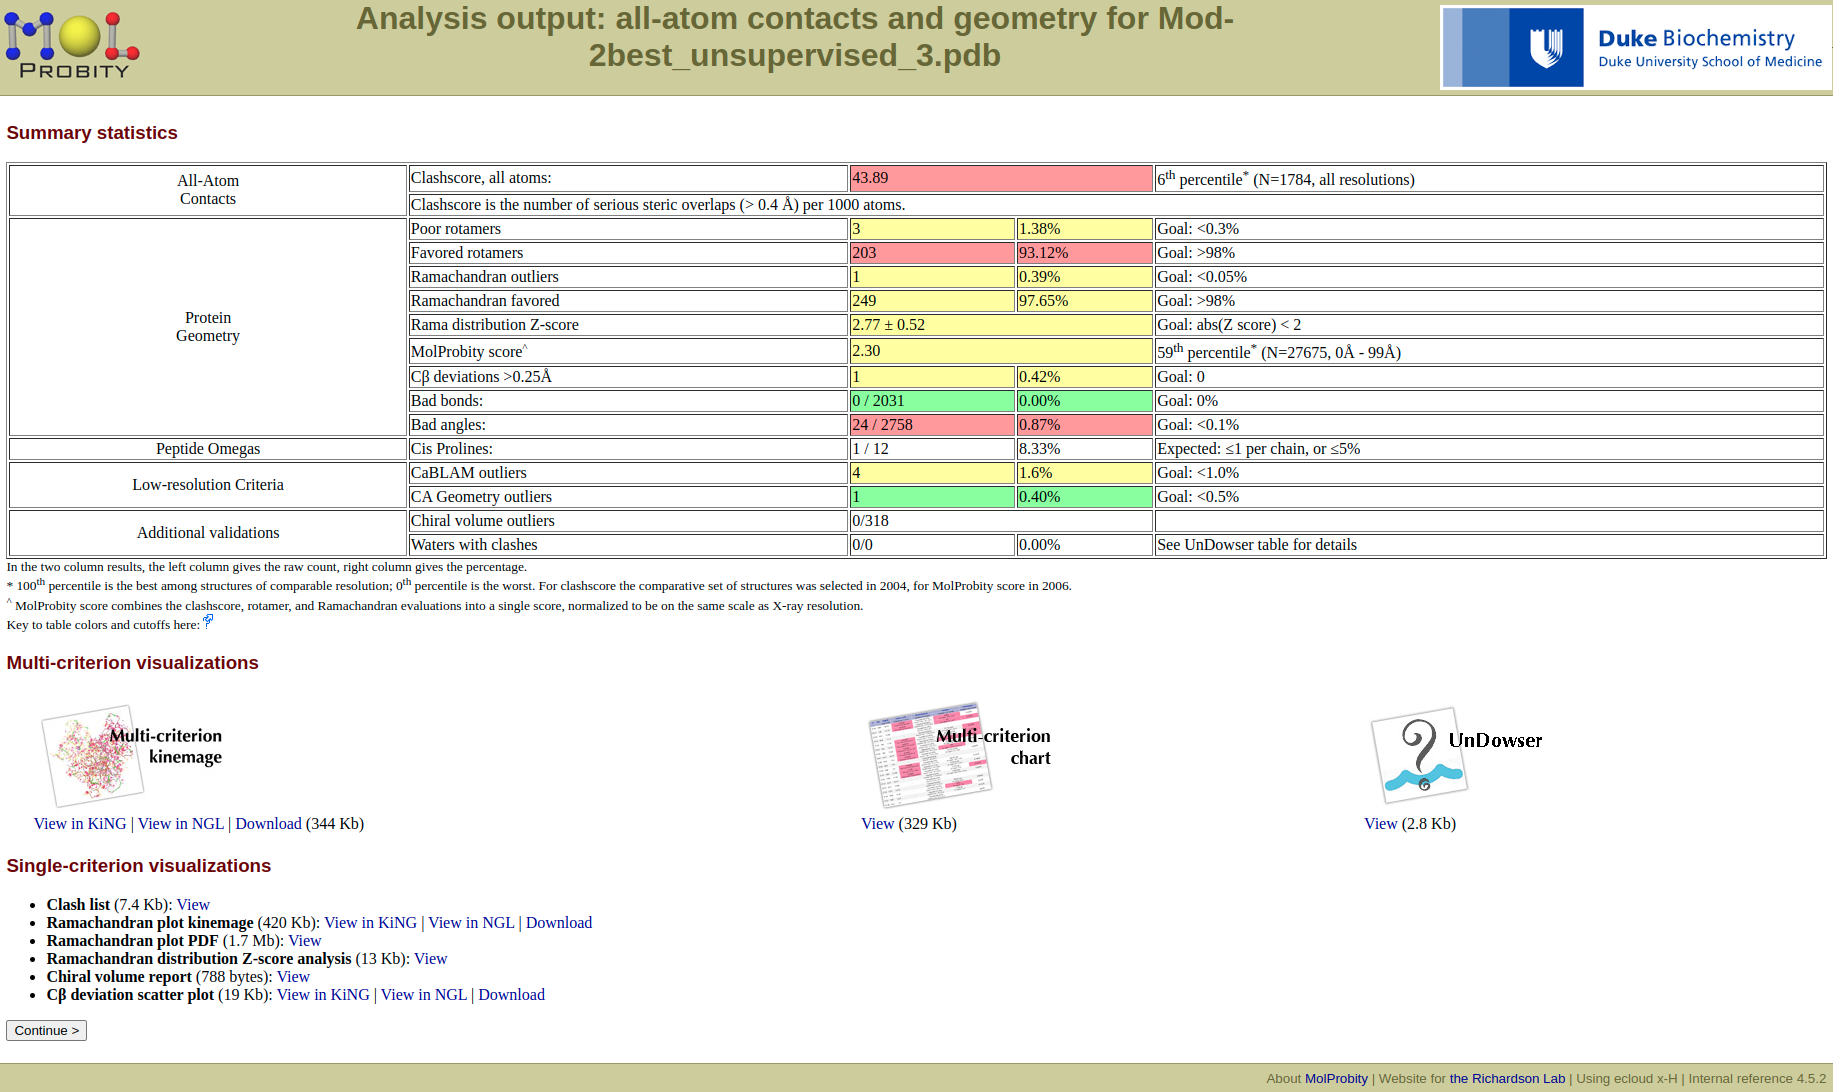 MOL
PROBITY
Analysis output: all-atom contacts and geometry for Mod-
2best_unsupervised_3.pdb
Duke Biochemistry
Duke University School of Medicine
Summary statistics
All-Atom
Contacts
Clashscore, all atoms: 43.89 6th percentile* (N=1784, all resolutions)
Clashscore is the number of serious steric overlaps (> 0.4 Å) per 1000 atoms.
Protein
Geometry
Poor rotamers 3 1.38% Goal: <0.3%
Favored rotamers 203 93.12% Goal: >98%
Ramachandran outliers 1 0.39% Goal: <0.05%
Ramachandran favored 249 97.65% Goal: >98%
Rama distribution Z-score 2.77 ± 0.52 Goal: abs(Z score) < 2
MolProbity score^ 2.30 59th percentile* (N=27675, 0Å - 99Å)
Cβ deviations >0.25Å 1 0.42% Goal: 0
Bad bonds: 0 / 2031 0.00% Goal: 0%
Bad angles: 24 / 2758 0.87% Goal: <0.1%
Peptide Omegas Cis Prolines: 1 / 12 8.33% Expected: ≤1 per chain, or ≤5%
Low-resolution Criteria
CaBLAM outliers 4 1.6% Goal: <1.0%
CA Geometry outliers 1 0.40% Goal: <0.5%
Additional validations
Chiral volume outliers 0/318
Waters with clashes 0/0 0.00% See UnDowser table for details
In the two column results, the left column gives the raw count, right column gives the percentage.
* 100th percentile is the best among structures of comparable resolution; 0th percentile is the worst. For clashscore the comparative set of structures was selected in 2004, for MolProbity score in 2006.
^ MolProbity score combines the clashscore, rotamer, and Ramachandran evaluations into a single score, normalized to be on the same scale as X-ray resolution.
Key to table colors and cutoffs here: ?
Multi-criterion visualizations
Multi-criterion
kinemage
View in KiNG | View in NGL | Download (344 Kb)
Multi-criterion
chart
View (329 Kb)
UnDowser
View (2.8 Kb)
Single-criterion visualizations
• Clash list (7.4 Kb): View
• Ramachandran plot kinemage (420 Kb): View in KiNG | View in NGL | Download
• Ramachandran plot PDF (1.7 Mb): View
• Ramachandran distribution Z-score analysis (13 Kb): View
• Chiral volume report (788 bytes): View
• Cβ deviation scatter plot (19 Kb): View in KiNG | View in NGL | Download
Continue >
About MolProbity | Website for the Richardson Lab | Using ecloud x-H | Internal reference 4.5.2